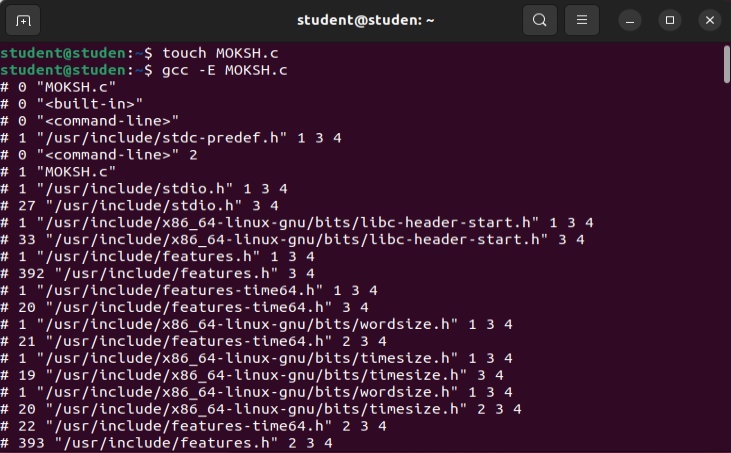 student@studen: ~
student@studen:~$ touch MOKSH.c
student@studen:~$ gcc -E MOKSH.c
# 0 "MOKSH.c"
# 0 "<built-in>"
# 0 "<command-line>"
# 1 "/usr/include/stdc-predef.h" 1 3 4
# 0 "<command-line>" 2
# 1 "MOKSH.c"
# 1 "/usr/include/stdio.h" 1 3 4
# 27 "/usr/include/stdio.h" 3 4
# 1 "/usr/include/x86_64-linux-gnu/bits/libc-header-start.h" 1 3 4
# 33 "/usr/include/x86_64-linux-gnu/bits/libc-header-start.h" 3 4
# 1 "/usr/include/features.h" 1 3 4
# 392 "/usr/include/features.h" 3 4
# 1 "/usr/include/features-time64.h" 1 3 4
# 20 "/usr/include/features-time64.h" 3 4
# 1 "/usr/include/x86_64-linux-gnu/bits/wordsize.h" 1 3 4
# 21 "/usr/include/features-time64.h" 2 3 4
# 1 "/usr/include/x86_64-linux-gnu/bits/timesize.h" 1 3 4
# 19 "/usr/include/x86_64-linux-gnu/bits/timesize.h" 3 4
# 1 "/usr/include/x86_64-linux-gnu/bits/wordsize.h" 1 3 4
# 20 "/usr/include/x86_64-linux-gnu/bits/timesize.h" 2 3 4
# 22 "/usr/include/features-time64.h" 2 3 4
# 393 "/usr/include/features.h" 2 3 4